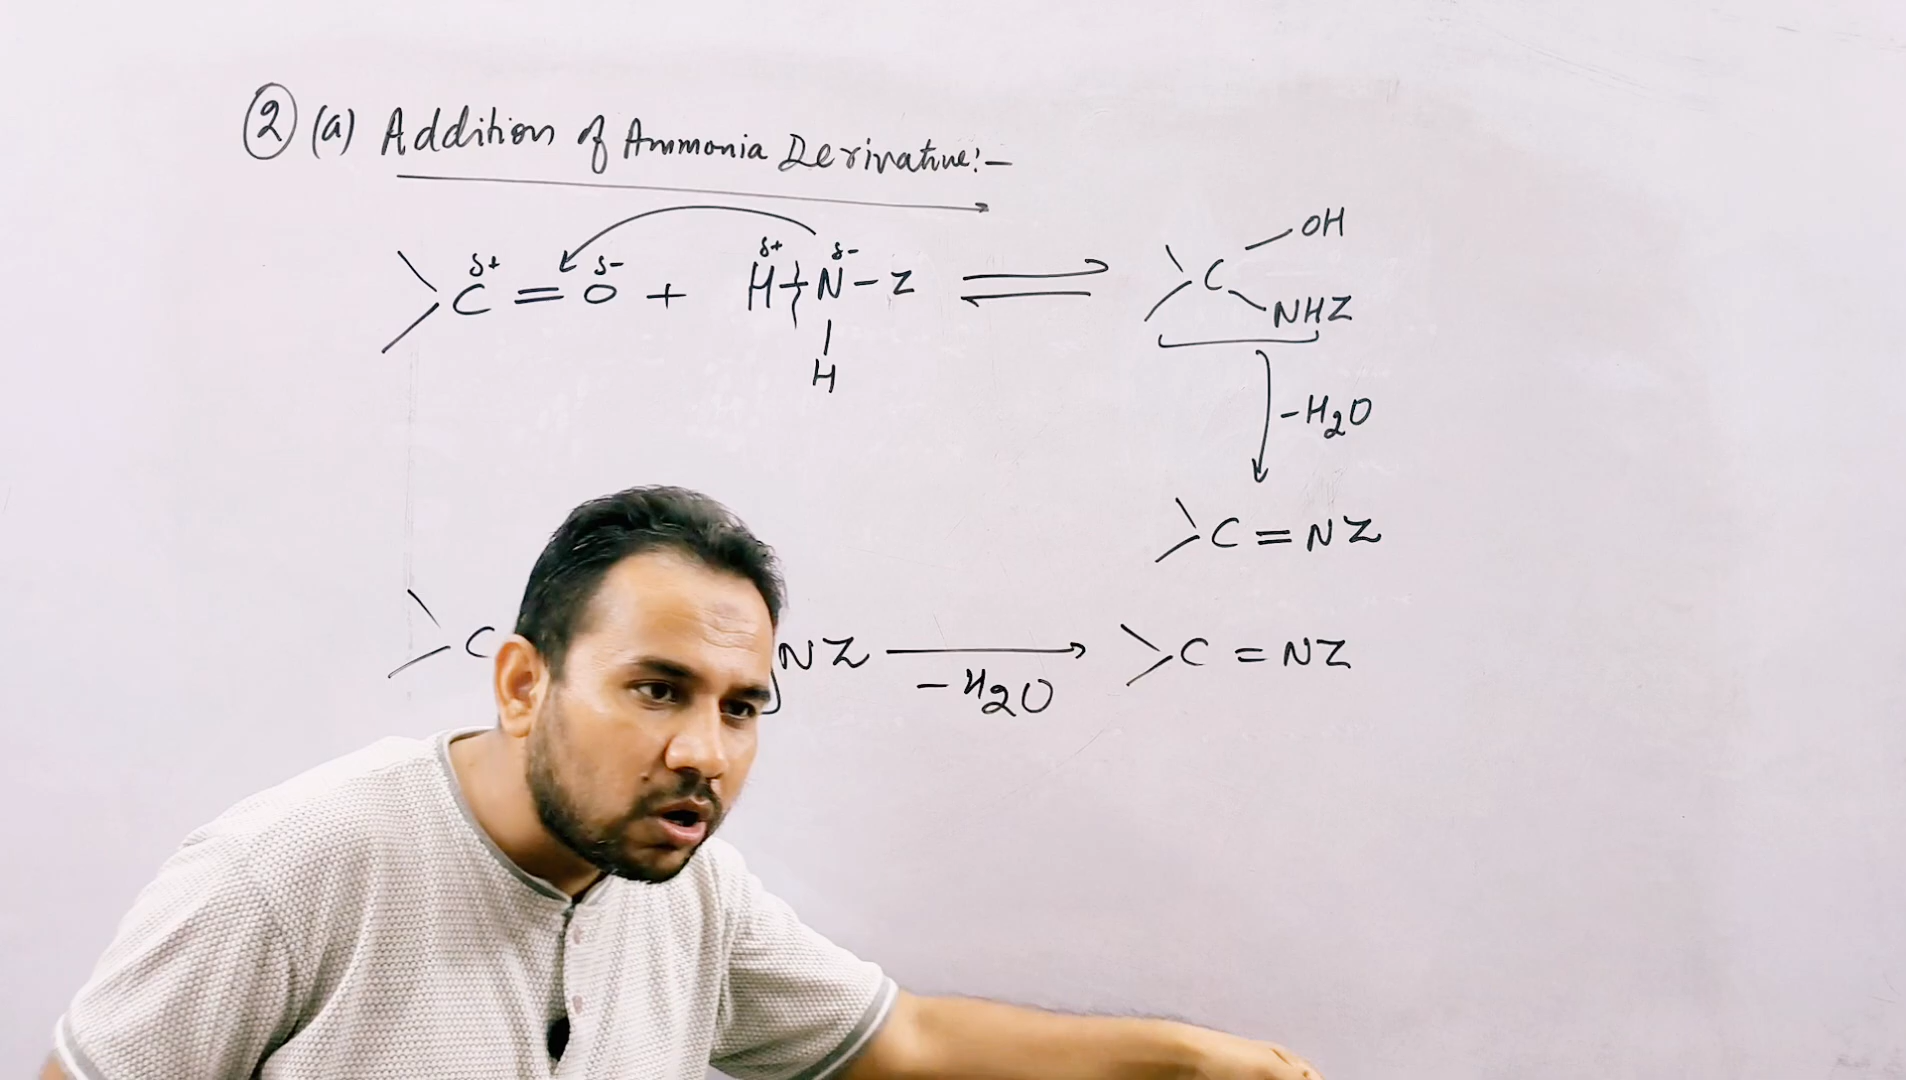 ② (a) Addition of Ammonia Derivative:-
δ+ δ- δ+ δ-
C = O + H + N - Z ⇌ C - OH
NHZ
H
-H2O
C = NZ
C NZ → C = NZ
-H2O